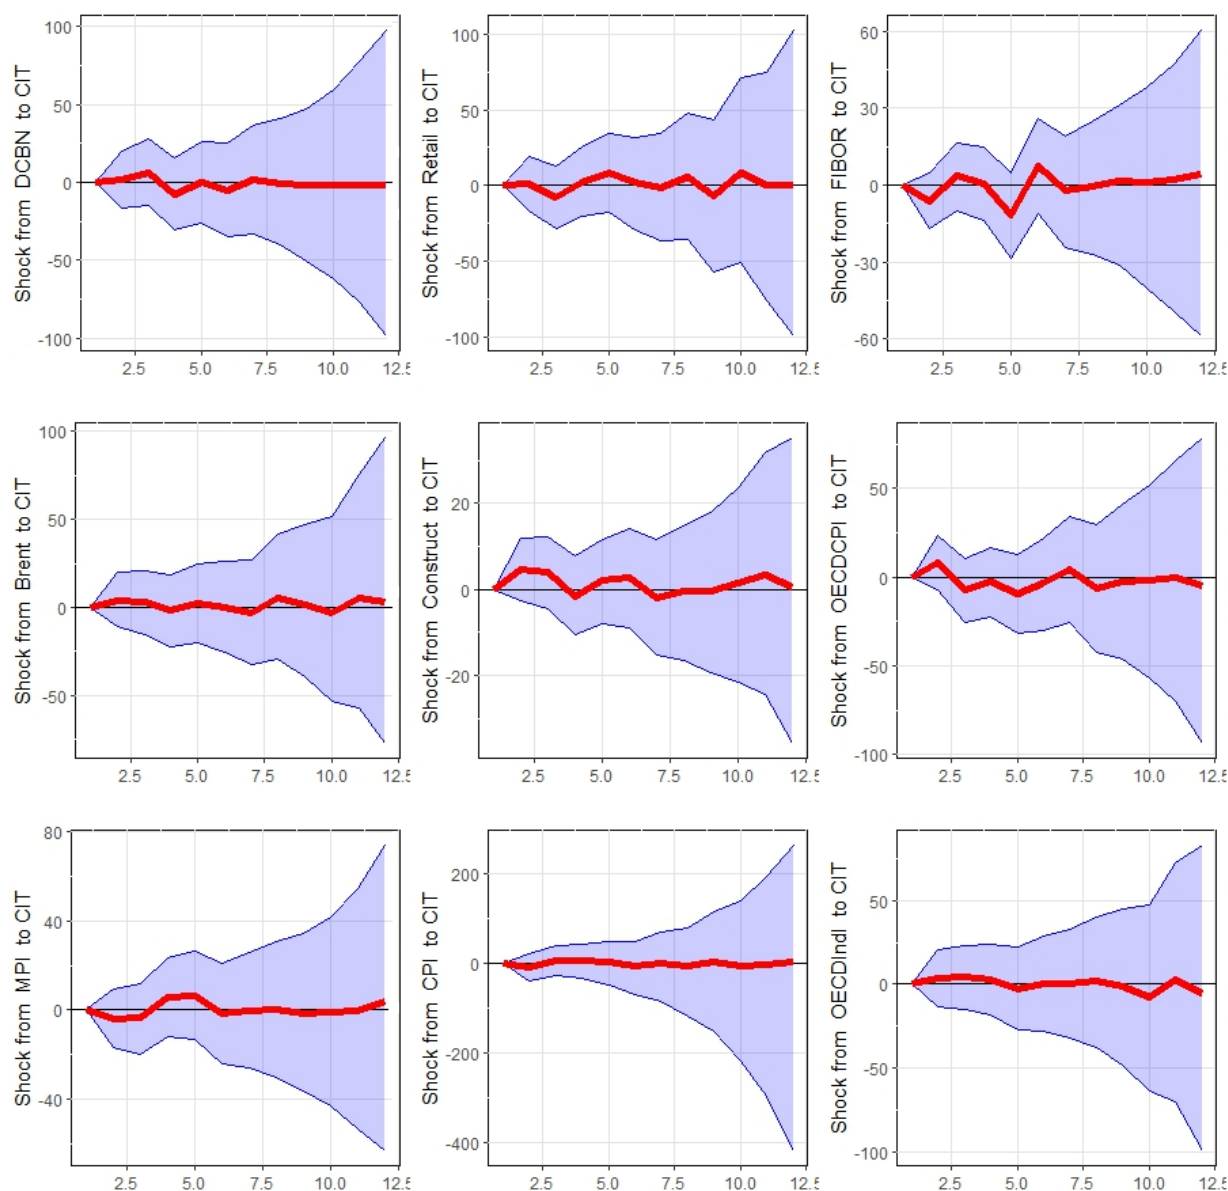 Shock from DCBN to CIT
100
50
0
-50
-100
2.5 5.0 7.5 10.0 12.5
Shock from Retail to CIT
100
50
0
-50
-100
2.5 5.0 7.5 10.0 12.5
Shock from FIBOR to CIT
60
30
0
-30
-60
2.5 5.0 7.5 10.0 12.5
Shock from Brent to CIT
100
50
0
-50
2.5 5.0 7.5 10.0 12.5
Shock from Construct to CIT
20
0
-20
2.5 5.0 7.5 10.0 12.5
Shock from OECDCPI to CIT
50
0
-50
-100
2.5 5.0 7.5 10.0 12.5
Shock from MPI to CIT
80
40
0
-40
2.5 5.0 7.5 10.0 12.5
Shock from CPI to CIT
200
0
-200
-400
2.5 5.0 7.5 10.0 12.5
Shock from OECDIndl to CIT
50
0
-50
-100
2.5 5.0 7.5 10.0 12.5